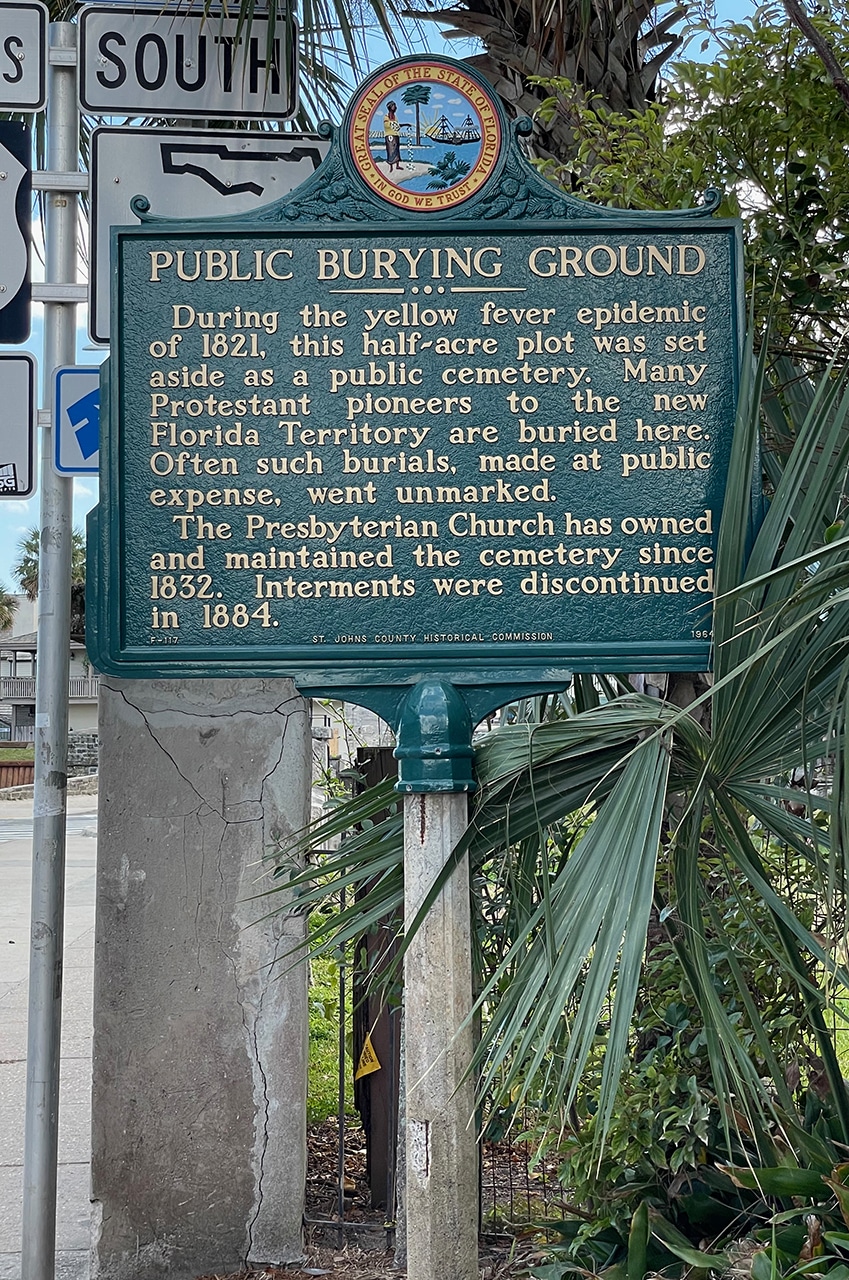 S
SOUTH
GREAT SEAL OF THE STATE OF FLORIDA
IN GOD WE TRUST
PUBLIC BURYING GROUND
During the yellow fever epidemic
of 1821, this half-acre plot was set
aside as a public cemetery. Many
Protestant pioneers to the new
Florida Territory are buried here.
Often such burials, made at public
expense, went unmarked.
The Presbyterian Church has owned
and maintained the cemetery since
1832. Interments were discontinued
in 1884.
F-117 ST. JOHNS COUNTY HISTORICAL COMMISSION 1964